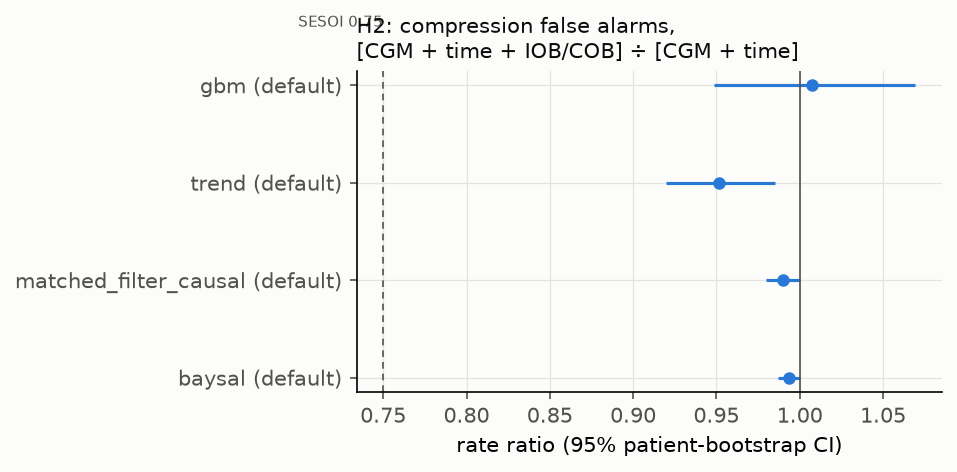 SESOI 0.75
H2: compression false alarms,
[CGM + time + IOB/COB] ÷ [CGM + time]
gbm (default)
trend (default)
matched_filter_causal (default)
baysal (default)
0.75 0.80 0.85 0.90 0.95 1.00 1.05
rate ratio (95% patient-bootstrap CI)